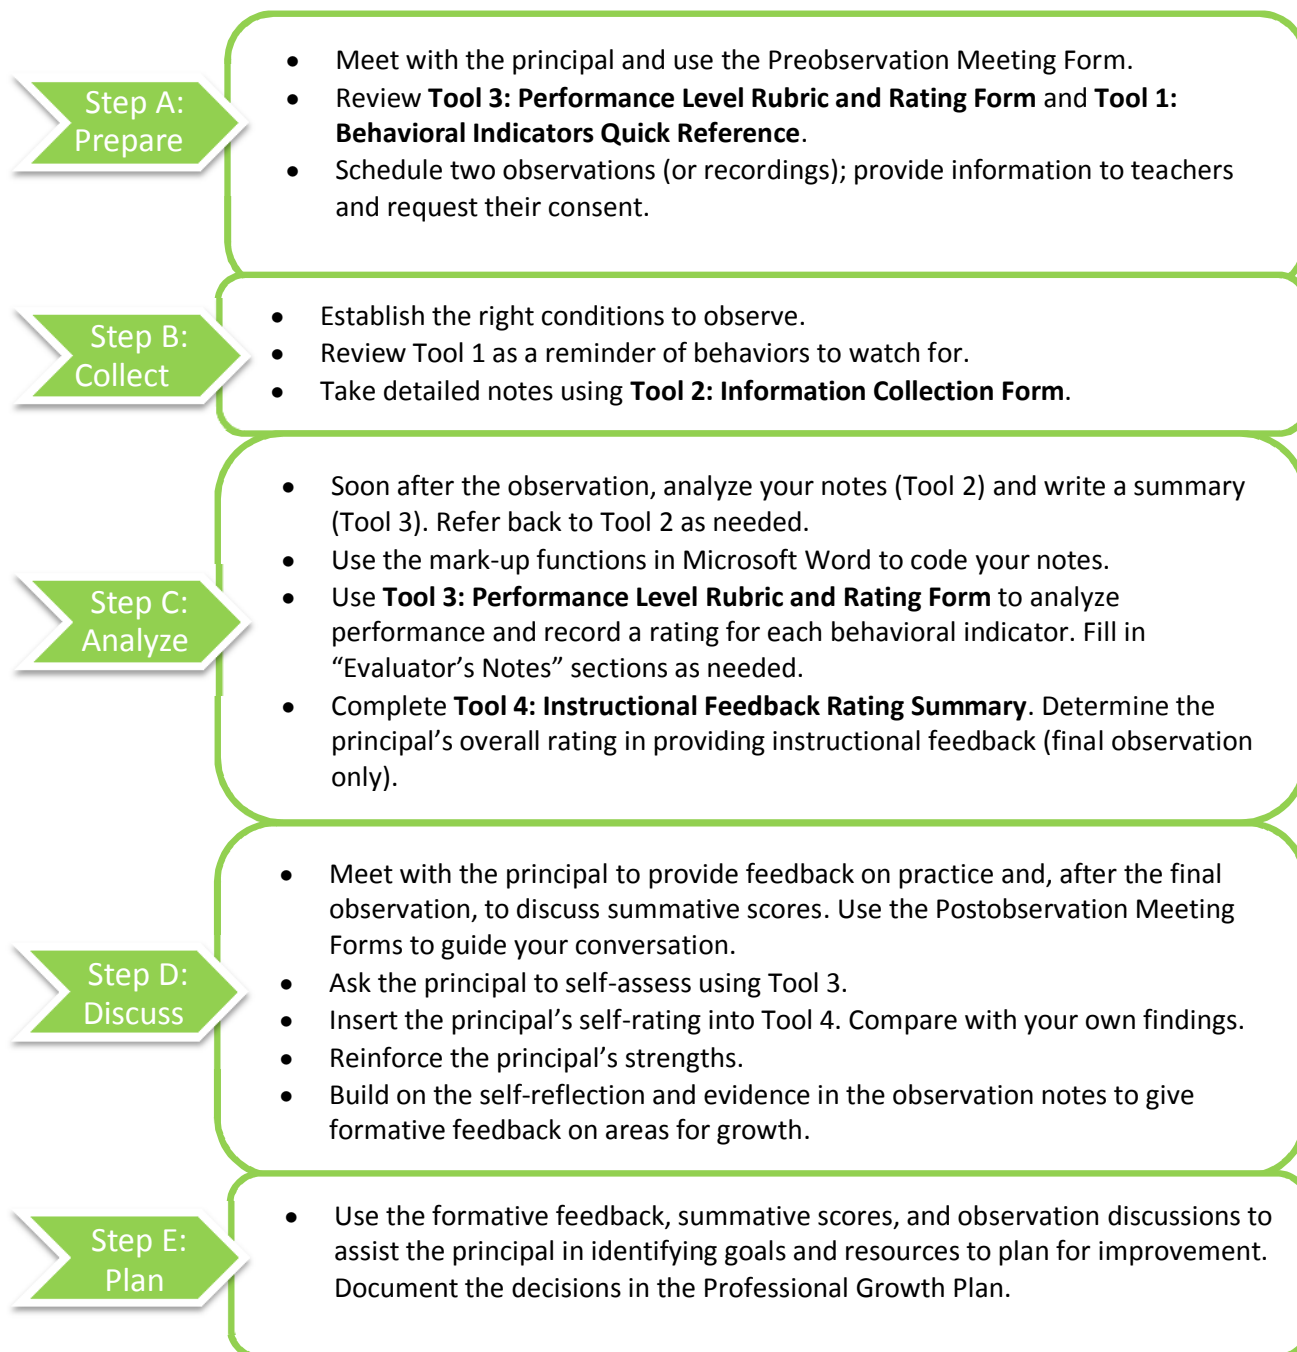 Step A:
Prepare
• Meet with the principal and use the Preobservation Meeting Form.
• Review Tool 3: Performance Level Rubric and Rating Form and Tool 1:
Behavioral Indicators Quick Reference.
• Schedule two observations (or recordings); provide information to teachers
and request their consent.
Step B:
Collect
• Establish the right conditions to observe.
• Review Tool 1 as a reminder of behaviors to watch for.
• Take detailed notes using Tool 2: Information Collection Form.
Step C:
Analyze
• Soon after the observation, analyze your notes (Tool 2) and write a summary
(Tool 3). Refer back to Tool 2 as needed.
• Use the mark-up functions in Microsoft Word to code your notes.
• Use Tool 3: Performance Level Rubric and Rating Form to analyze
performance and record a rating for each behavioral indicator. Fill in
“Evaluator’s Notes” sections as needed.
• Complete Tool 4: Instructional Feedback Rating Summary. Determine the
principal’s overall rating in providing instructional feedback (final observation
only).
Step D:
Discuss
• Meet with the principal to provide feedback on practice and, after the final
observation, to discuss summative scores. Use the Postobservation Meeting
Forms to guide your conversation.
• Ask the principal to self-assess using Tool 3.
• Insert the principal’s self-rating into Tool 4. Compare with your own findings.
• Reinforce the principal’s strengths.
• Build on the self-reflection and evidence in the observation notes to give
formative feedback on areas for growth.
Step E:
Plan
• Use the formative feedback, summative scores, and observation discussions to
assist the principal in identifying goals and resources to plan for improvement.
Document the decisions in the Professional Growth Plan.